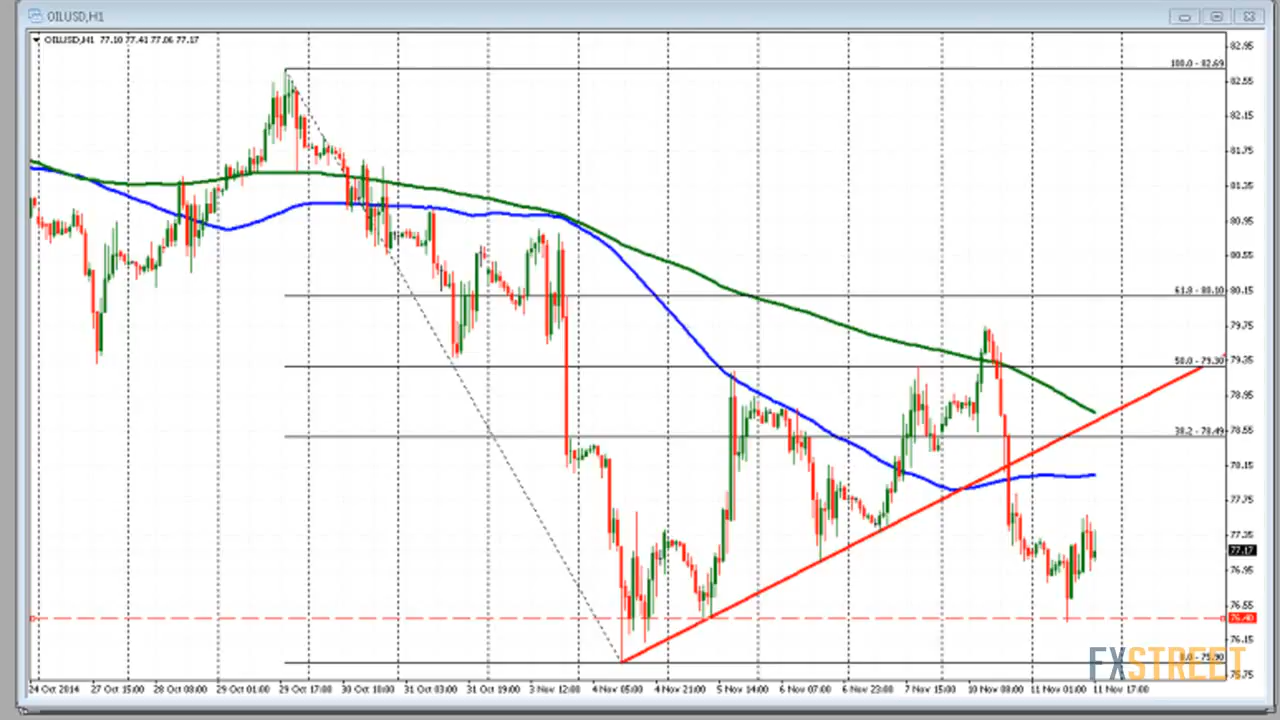 OILUSD,H1
OILUSD,H1 77.10 77.41 77.06 77.17
82.95
100.0 - 82.69
82.55
82.15
81.75
81.35
80.95
80.55
61.8 - 80.10
80.15
79.75
50.0 - 79.30
79.35
78.95
38.2 - 78.49
78.55
78.15
77.75
77.35
77.17
76.95
76.55
76.40
76.15
0.0 - 75.90
75.75
FXSTREET
24 Oct 2014 27 Oct 15:00 28 Oct 08:00 29 Oct 01:00 29 Oct 17:00 30 Oct 10:00 31 Oct 03:00 31 Oct 19:00 3 Nov 12:00 4 Nov 05:00 4 Nov 21:00 5 Nov 14:00 6 Nov 07:00 6 Nov 23:00 7 Nov 15:00 10 Nov 08:00 11 Nov 01:00 11 Nov 17:00